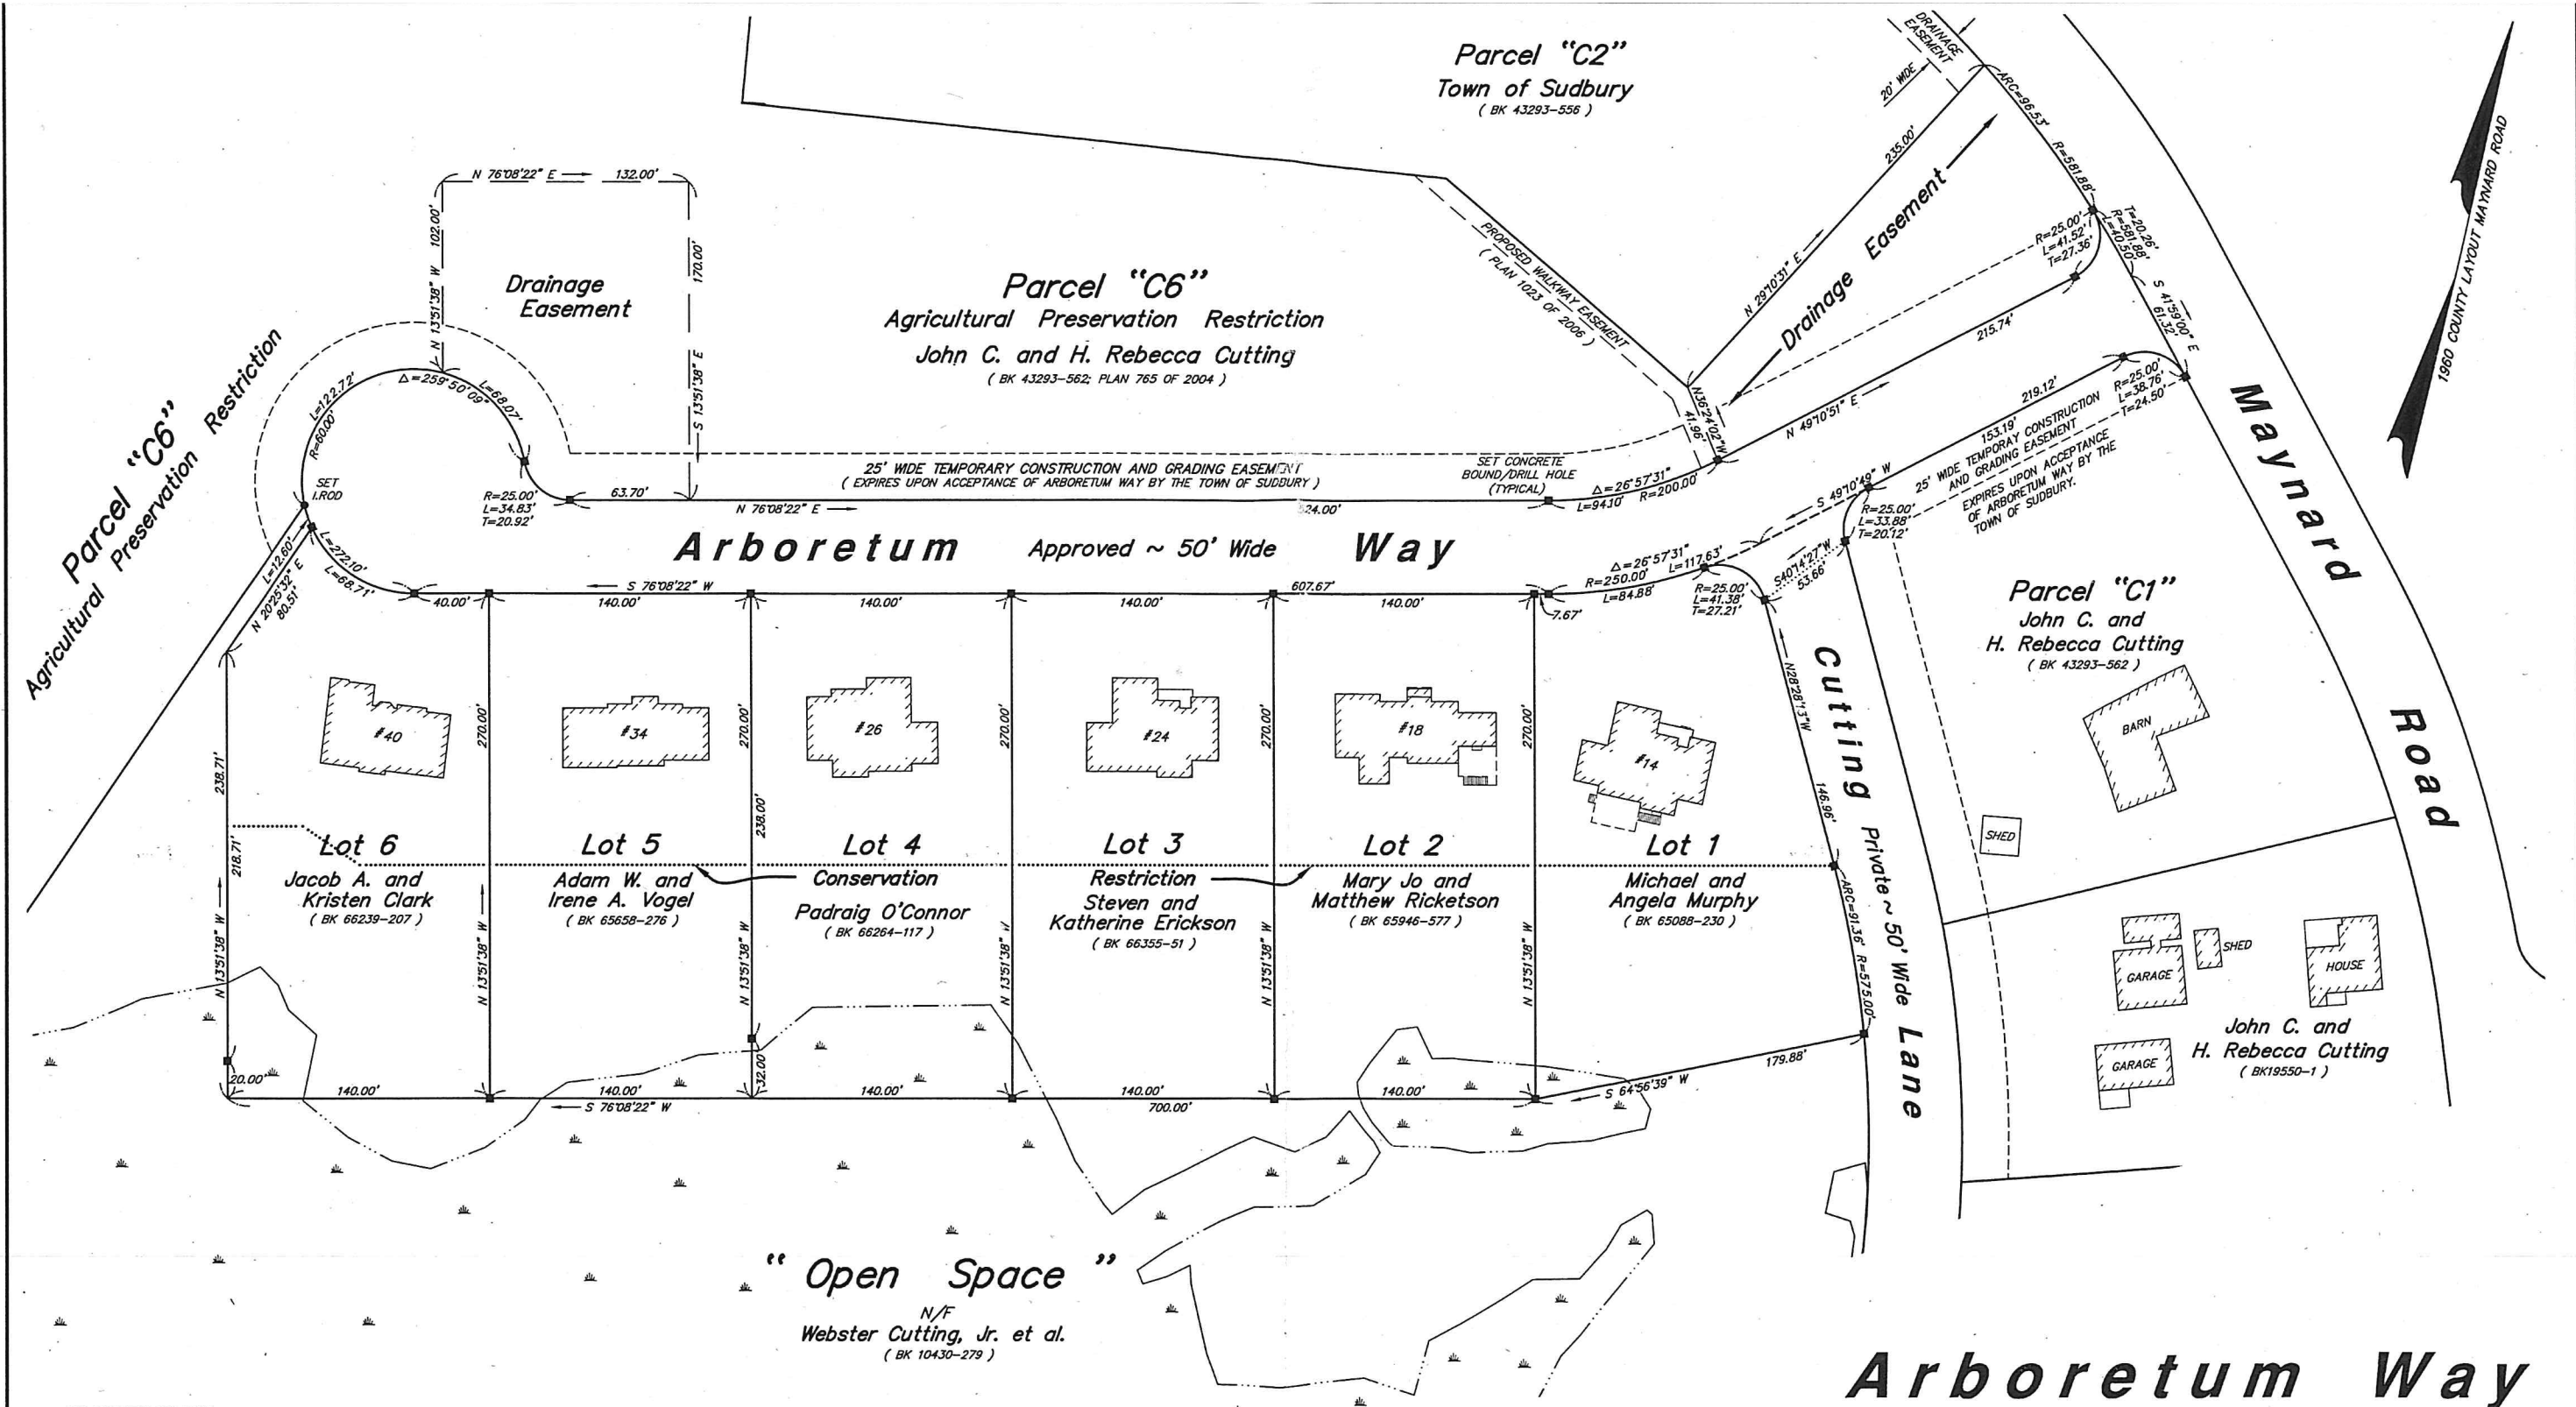 Parcel "C2"
Town of Sudbury
( BK 43293-556 )
DRAINAGE
EASEMENT
20' WIDE
ARC=96.53'
R=581.88'
235.00'
N 29°10'31" E
Drainage Easement
1960 COUNTY LAYOUT MAYNARD ROAD
N 76°08'22" E
132.00'
N 13°51'38" W
102.00'
170.00'
S 13°51'38" E
Drainage
Easement
Parcel "C6"
Agricultural Preservation Restriction
John C. and H. Rebecca Cutting
( BK 43293-562; PLAN 765 OF 2004 )
PROPOSED WALKWAY EASEMENT
( PLAN 1023 OF 2006 )
N36°24'02"W
41.96'
R=25.00'
L=41.52'
T=27.36'
T=20.26'
R=581.88'
L=40.50'
S 41°59'00" E
61.32'
215.74'
N 49°10'51" E
219.12'
R=25.00'
L=38.76'
T=24.50'
153.19'
25' WIDE TEMPORAY CONSTRUCTION
AND GRADING EASEMENT
EXPIRES UPON ACCEPTANCE
OF ARBORETUM WAY BY THE
TOWN OF SUDBURY.
S 49°10'49" W
Parcel "C6"
Agricultural Preservation Restriction
L=122.72'
R=60.00'
Δ=259°50'09"
L=68.07'
SET
I.ROD
R=25.00'
L=34.83'
T=20.92'
63.70'
25' WIDE TEMPORARY CONSTRUCTION AND GRADING EASEMENT
( EXPIRES UPON ACCEPTANCE OF ARBORETUM WAY BY THE TOWN OF SUDBURY )
N 76°08'22" E
524.00'
SET CONCRETE
BOUND/DRILL HOLE
(TYPICAL)
Δ=26°57'31"
L=94.10'
R=200.00'
Arboretum Approved ~ 50' Wide Way
L=12.60'
L=272.10'
L=68.71'
N 20°25'32" E
80.51'
40.00'
S 76°08'22" W
140.00'
140.00'
140.00'
607.67'
140.00'
7.67'
Δ=26°57'31"
R=250.00'
L=117.63'
L=84.88'
R=25.00'
L=41.38'
T=27.21'
S40°14'27"W
53.66'
R=25.00'
L=33.88'
T=20.12'
Maynard Road
Parcel "C1"
John C. and
H. Rebecca Cutting
( BK 43293-562 )
BARN
SHED
Cutting Private ~ 50' Wide Lane
N28°28'13"W
146.96'
ARC=91.36'
R=575.00'
238.71'
218.71'
N 13°51'38" W
20.00'
#40
#34
#26
#24
#18
#14
270.00'
270.00'
270.00'
270.00'
270.00'
238.00'
Lot 6
Jacob A. and
Kristen Clark
( BK 66239-207 )
Lot 5
Adam W. and
Irene A. Vogel
( BK 65658-276 )
Lot 4
Conservation
Padraig O'Connor
( BK 66264-117 )
Lot 3
Restriction
Steven and
Katherine Erickson
( BK 66355-51 )
Lot 2
Mary Jo and
Matthew Ricketson
( BK 65946-577 )
Lot 1
Michael and
Angela Murphy
( BK 65088-230 )
N 13°51'38" W
N 13°51'38" W
N 13°51'38" W
N 13°51'38" W
N 13°51'38" W
32.00'
140.00'
140.00'
140.00'
140.00'
140.00'
S 76°08'22" W
700.00'
179.88'
S 64°56'39" W
GARAGE
SHED
HOUSE
GARAGE
John C. and
H. Rebecca Cutting
( BK19550-1 )
" Open Space "
N/F
Webster Cutting, Jr. et al.
( BK 10430-279 )
Arboretum Way